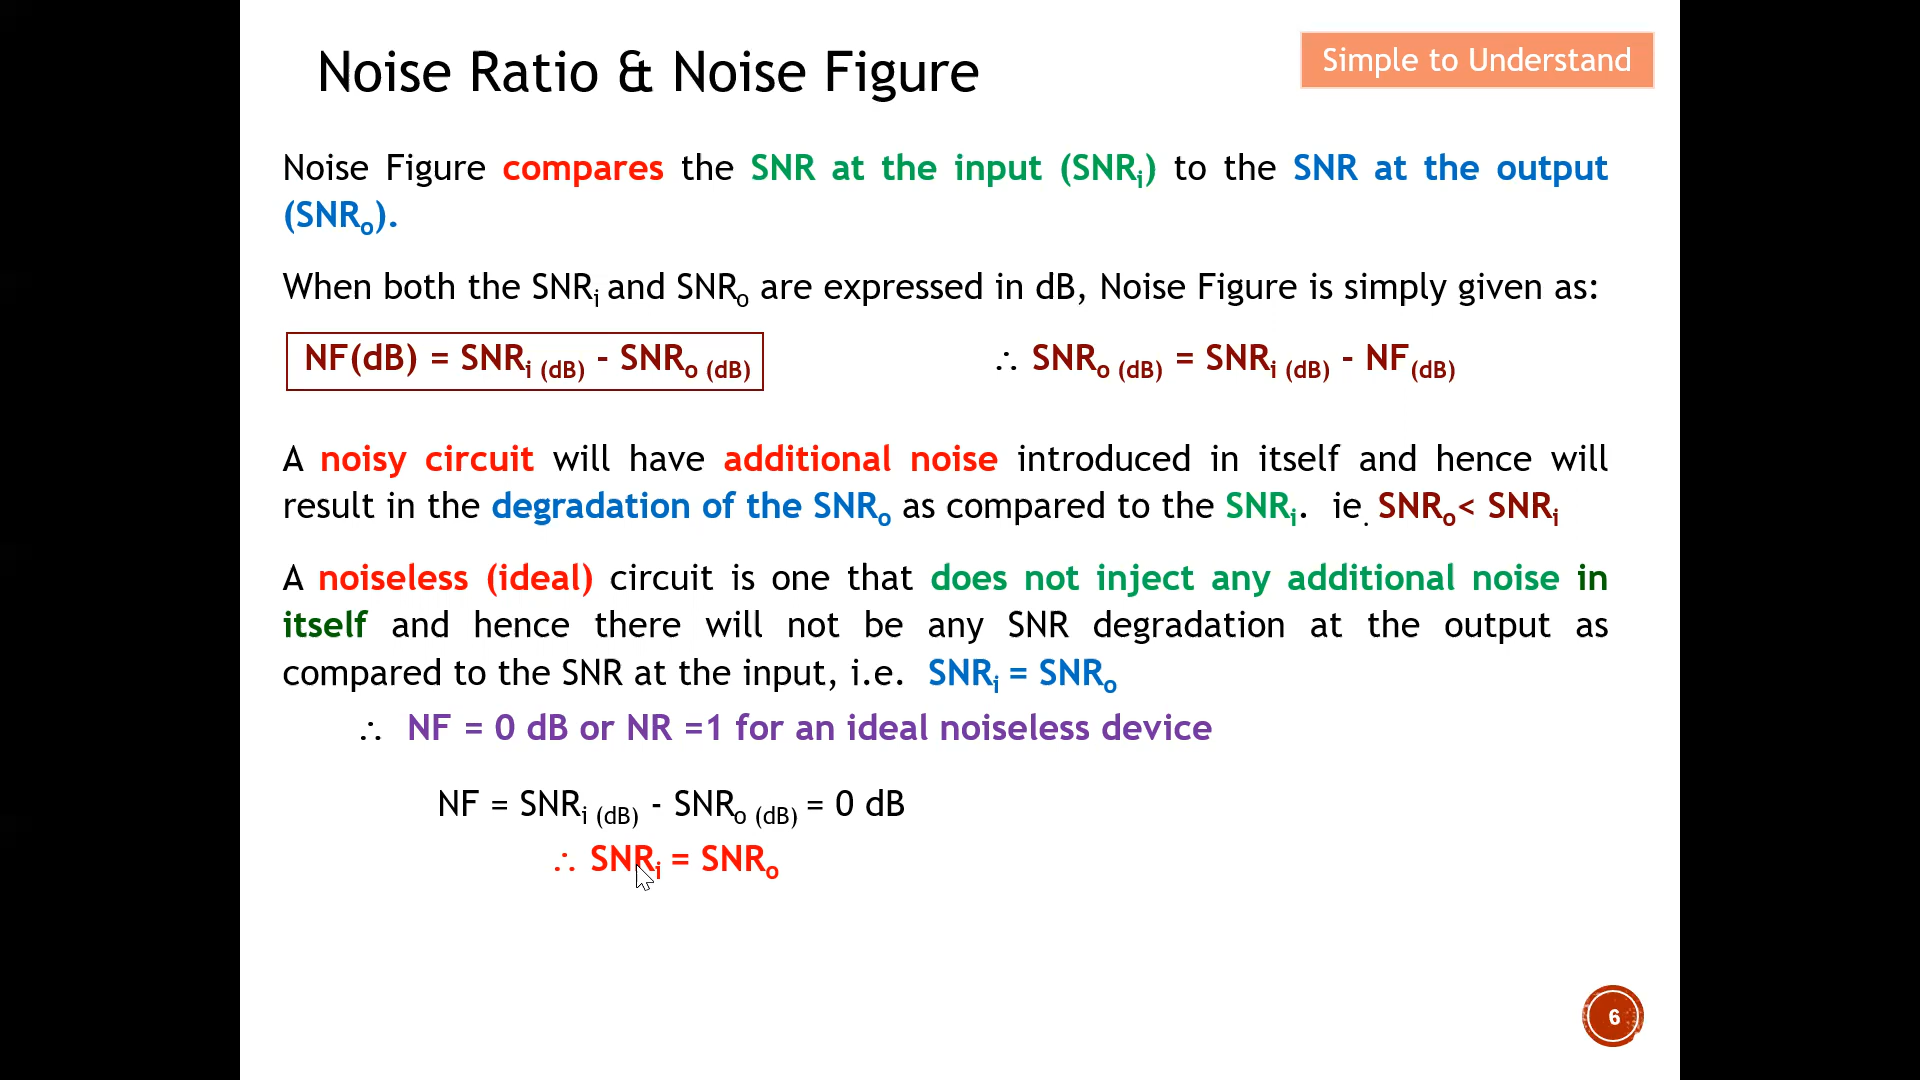 Noise Ratio & Noise Figure
Simple to Understand
Noise Figure compares the SNR at the input (SNRi) to the SNR at the output
(SNRo).
When both the SNRi and SNRo are expressed in dB, Noise Figure is simply given as:
NF(dB) = SNRi (dB) - SNRo (dB)
∴ SNRo (dB) = SNRi (dB) - NF(dB)
A noisy circuit will have additional noise introduced in itself and hence will
result in the degradation of the SNRo as compared to the SNRi. ie. SNRo< SNRi
A noiseless (ideal) circuit is one that does not inject any additional noise in
itself and hence there will not be any SNR degradation at the output as
compared to the SNR at the input, i.e. SNRi = SNRo
∴ NF = 0 dB or NR =1 for an ideal noiseless device
NF = SNRi (dB) - SNRo (dB) = 0 dB
∴ SNRi = SNRo
6